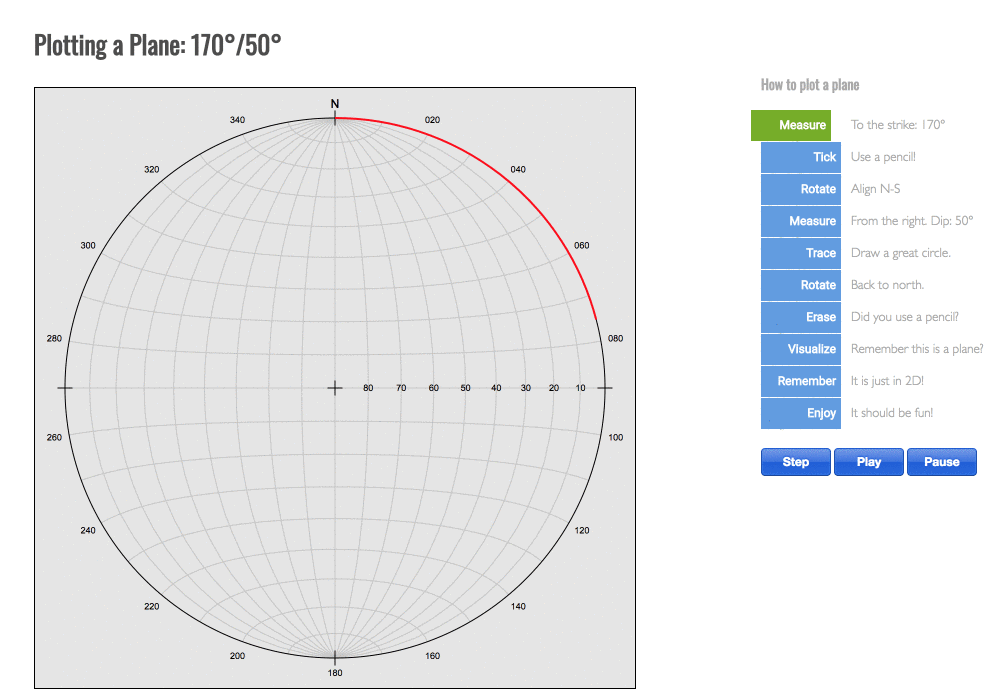 Plotting a Plane: 170°/50°
N
340
020
320
040
300
060
280
080
80 70 60 50 40 30 20 10
260
100
240
120
220
140
200
160
180
How to plot a plane
Measure To the strike: 170°
Tick Use a pencil!
Rotate Align N-S
Measure From the right. Dip: 50°
Trace Draw a great circle.
Rotate Back to north.
Erase Did you use a pencil?
Visualize Remember this is a plane?
Remember It is just in 2D!
Enjoy It should be fun!
Step Play Pause